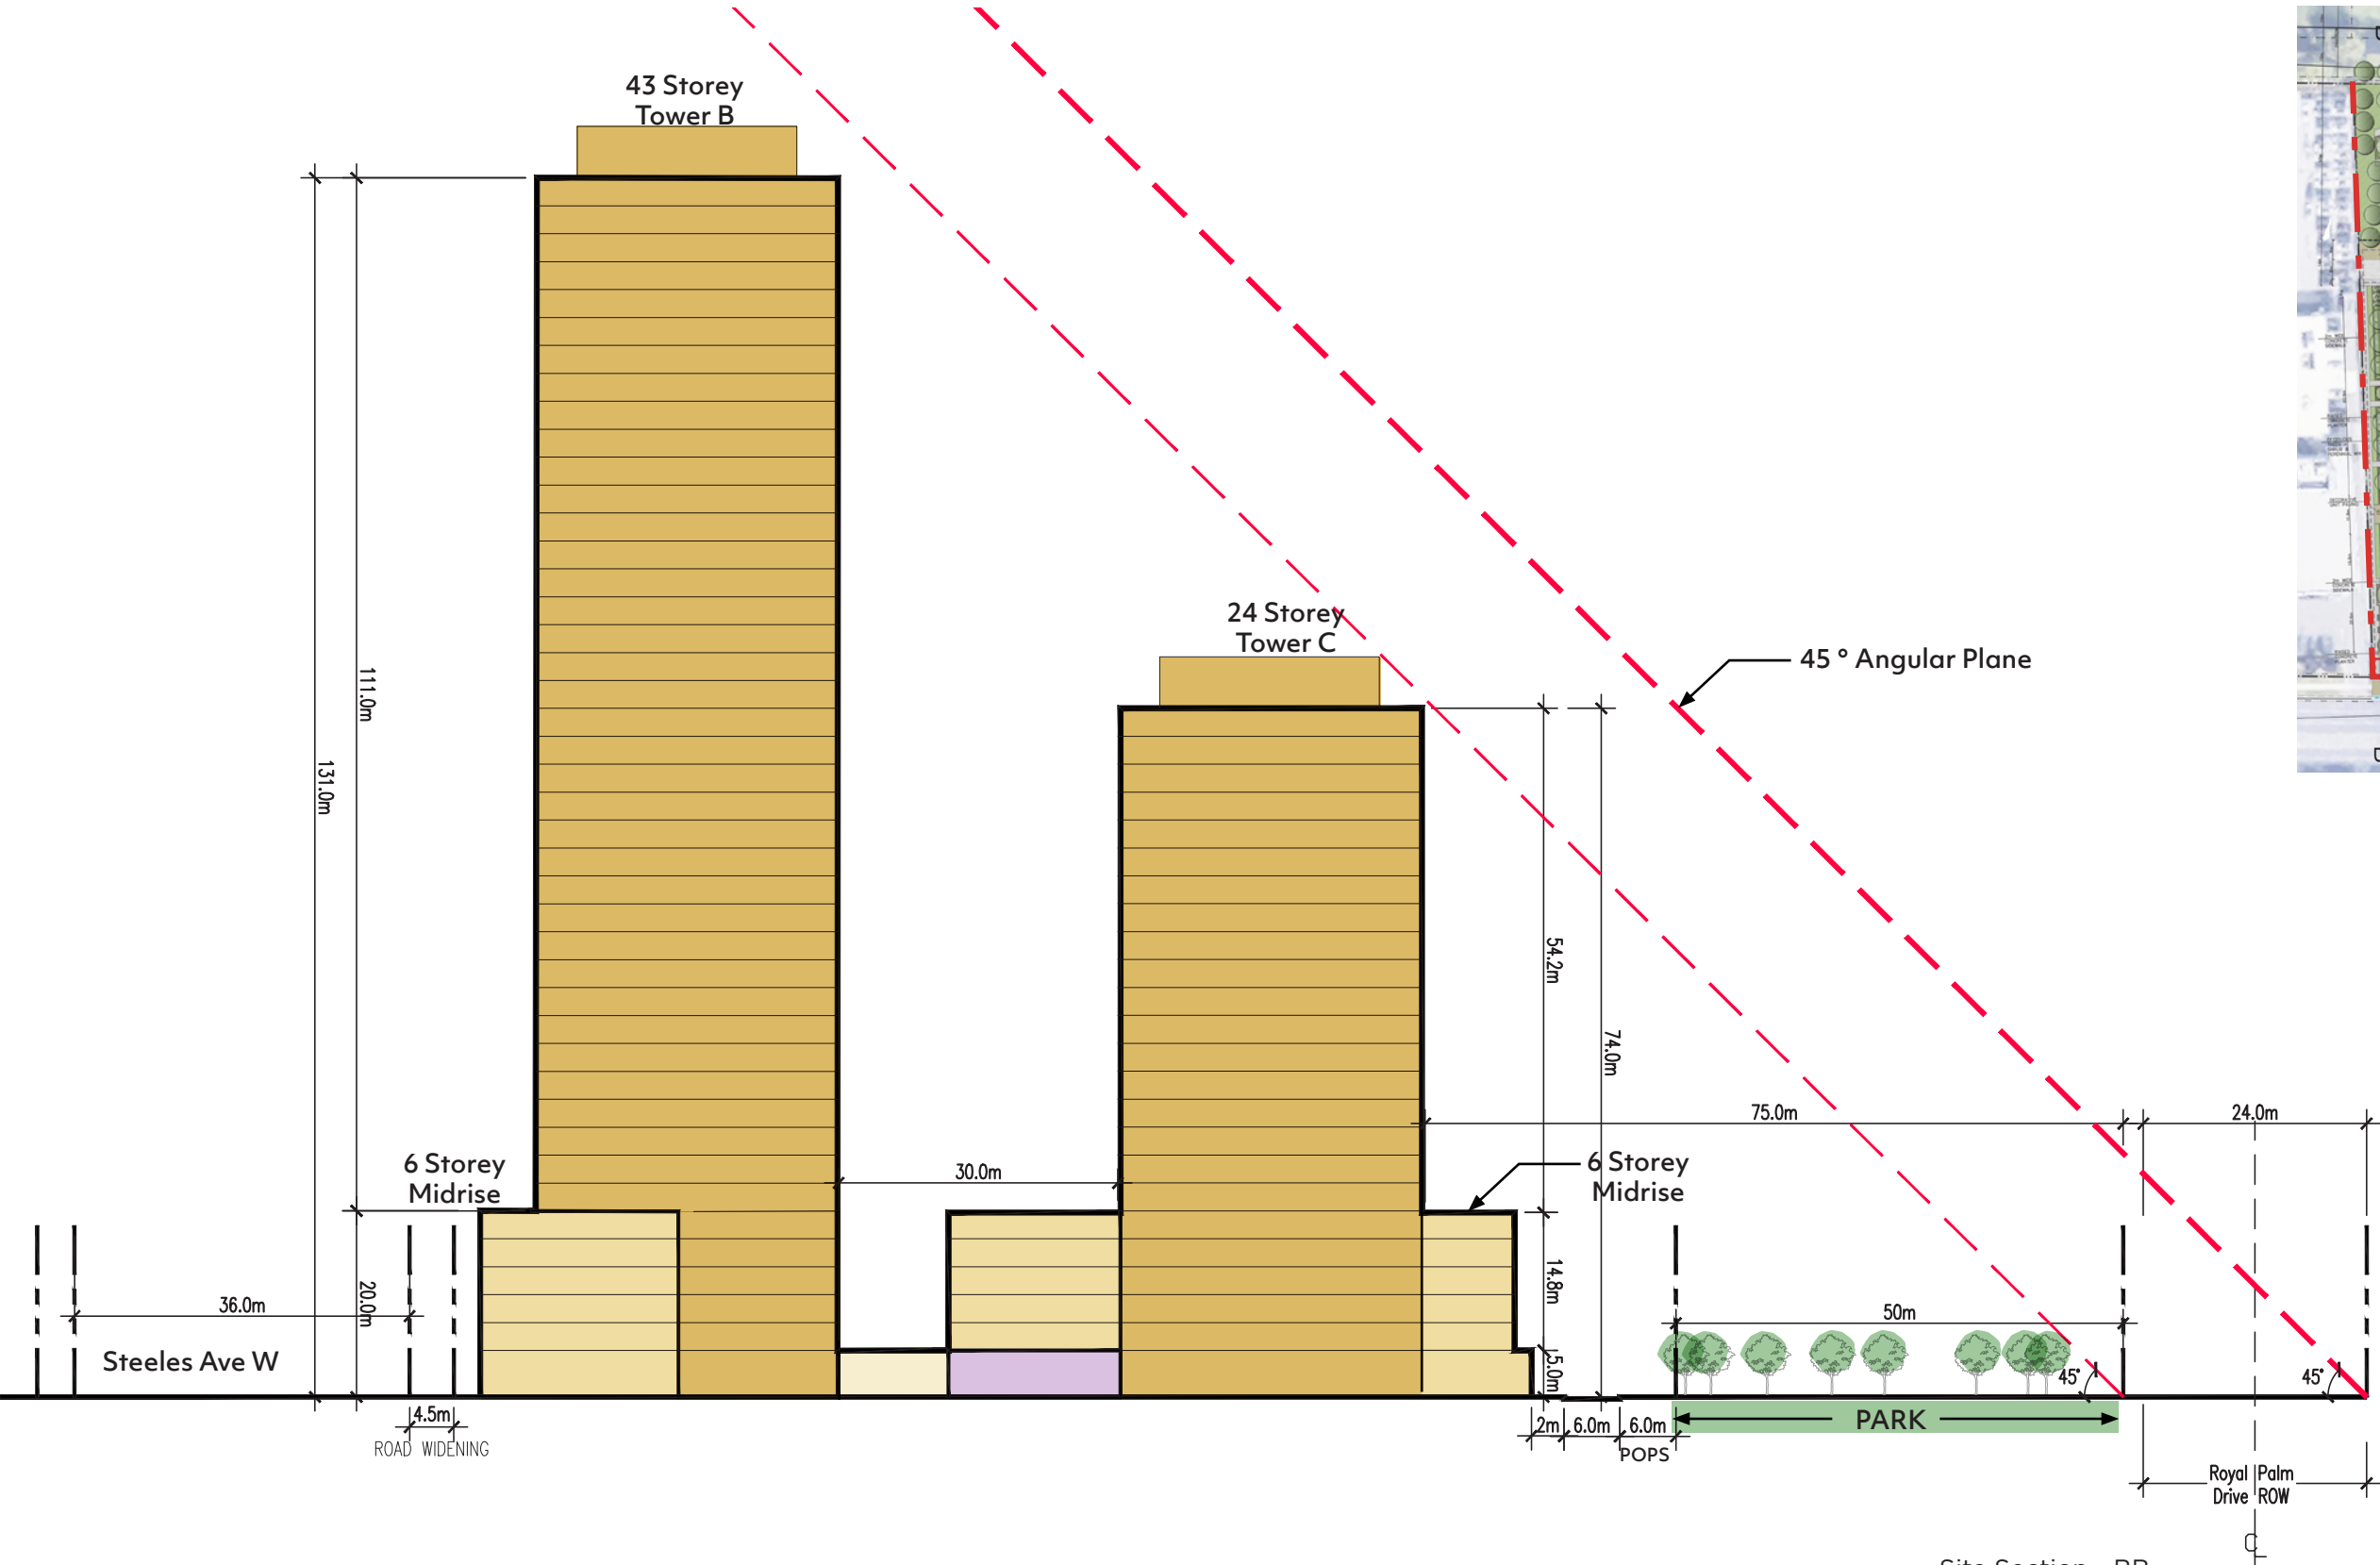 43 Storey
Tower B
24 Storey
Tower C
45 ° Angular Plane
111.0m
131.0m
54.2m
74.0m
75.0m
24.0m
6 Storey
Midrise
30.0m
6 Storey
Midrise
20.0m
14.8m
36.0m
50m
Steeles Ave W
5.0m
45°
45°
4.5m
ROAD WIDENING
2m
6.0m
6.0m
POPS
PARK
Royal Palm
Drive ROW
CL